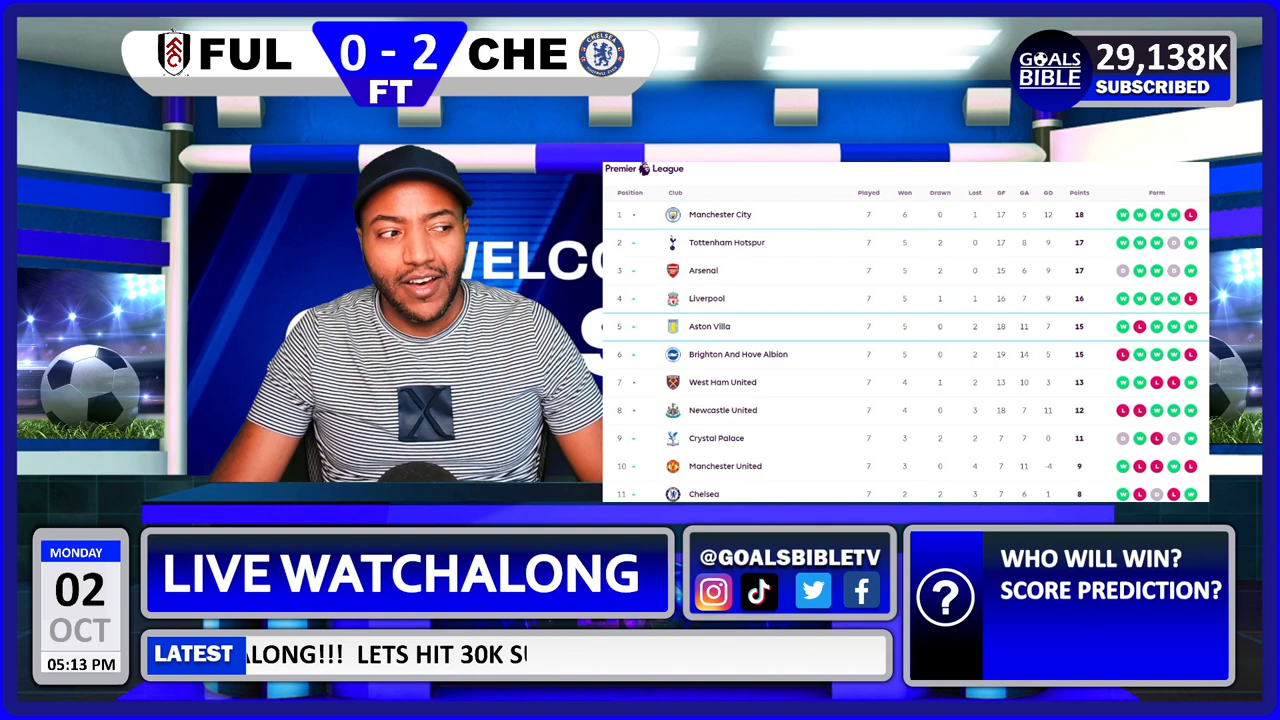 FUL 0 - 2 CHE
FT
CHELSEA
GOALS
BIBLE
29,138K
SUBSCRIBED
Premier League
Position Club Played Won Drawn Lost GF GA GD Points Form
1 Manchester City 7 6 0 1 17 5 12 18 W W W W L
2 Tottenham Hotspur 7 5 2 0 17 8 9 17 W W W D W
3 Arsenal 7 5 2 0 15 6 9 17 D W W D W
4 Liverpool 7 5 1 1 16 7 9 16 W W W W L
5 Aston Villa 7 5 0 2 18 11 7 15 W L W W W
6 Brighton And Hove Albion 7 5 0 2 19 14 5 15 L W W W L
7 West Ham United 7 4 1 2 13 10 3 13 W W L L W
8 Newcastle United 7 4 0 3 18 7 11 12 L L W W W
9 Crystal Palace 7 3 2 2 7 7 0 11 D W L D W
10 Manchester United 7 3 0 4 7 11 -4 9 W L L W L
11 Chelsea 7 2 2 3 7 6 1 8 W L D L W
WELCO
S
X
MONDAY
02
OCT
05:13 PM
LIVE WATCHALONG
@GOALSBIBLETV
WHO WILL WIN?
SCORE PREDICTION?
LATEST ALONG!!! LETS HIT 30K SU